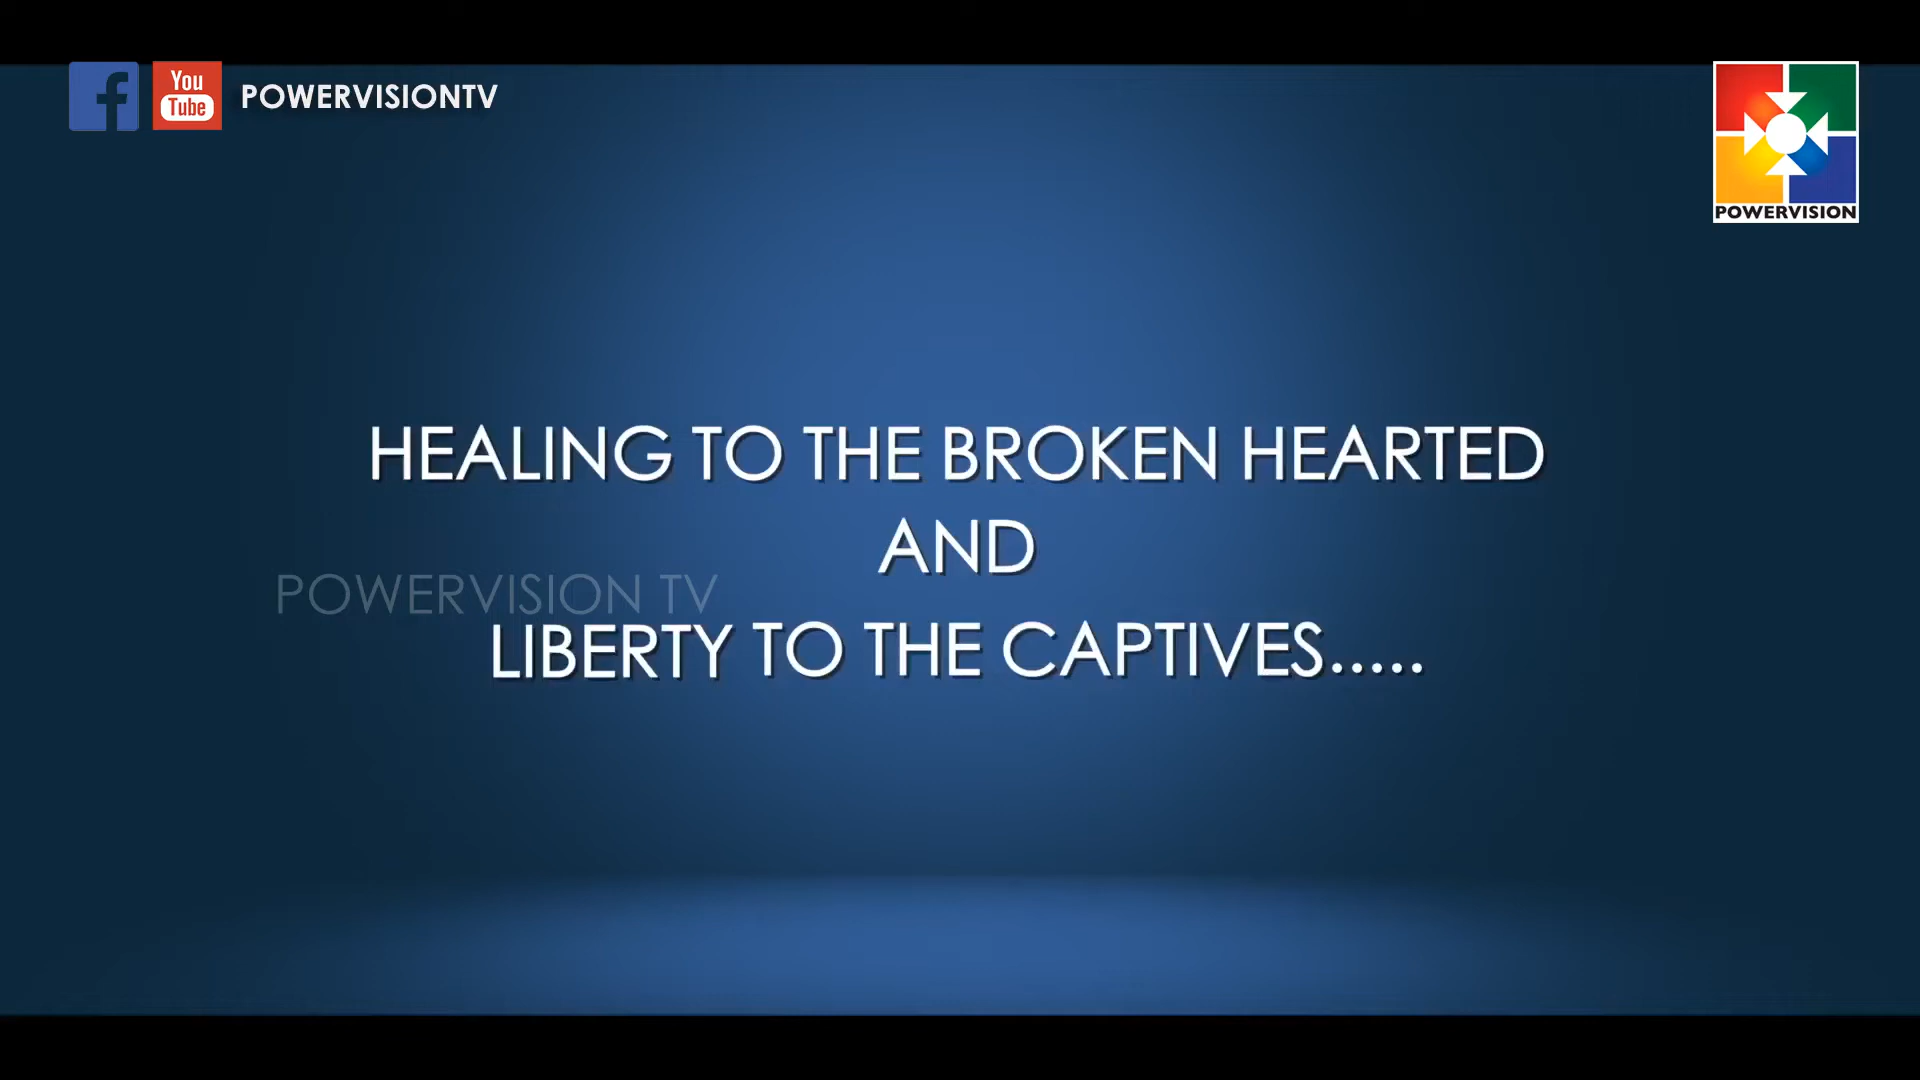 You
Tube
POWERVISIONTV
POWERVISION
HEALING TO THE BROKEN HEARTED
AND
POWERVISION TV
LIBERTY TO THE CAPTIVES.....